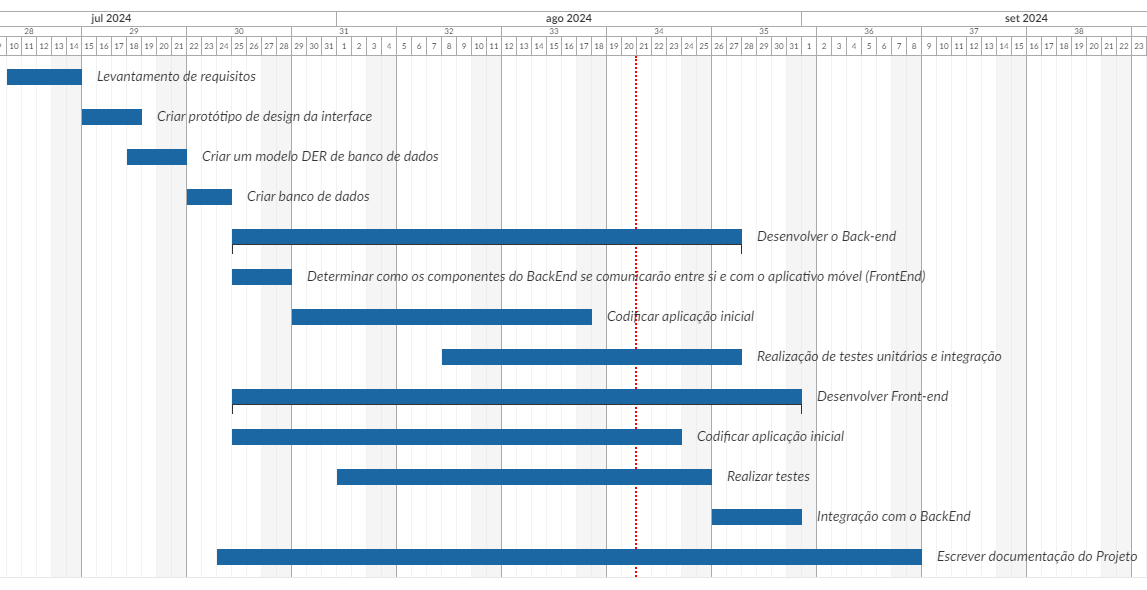 jul 2024 ago 2024 set 2024
28 29 30 31 32 33 34 35 36 37 38
10 11 12 13 14 15 16 17 18 19 20 21 22 23 24 25 26 27 28 29 30 31 1 2 3 4 5 6 7 8 9 10 11 12 13 14 15 16 17 18 19 20 21 22 23 24 25 26 27 28 29 30 31 1 2 3 4 5 6 7 8 9 10 11 12 13 14 15 16 17 18 19 20 21 22 23
Levantamento de requisitos
Criar protótipo de design da interface
Criar um modelo DER de banco de dados
Criar banco de dados
Desenvolver o Back-end
Determinar como os componentes do BackEnd se comunicarão entre si e com o aplicativo móvel (FrontEnd)
Codificar aplicação inicial
Realização de testes unitários e integração
Desenvolver Front-end
Codificar aplicação inicial
Realizar testes
Integração com o BackEnd
Escrever documentação do Projeto